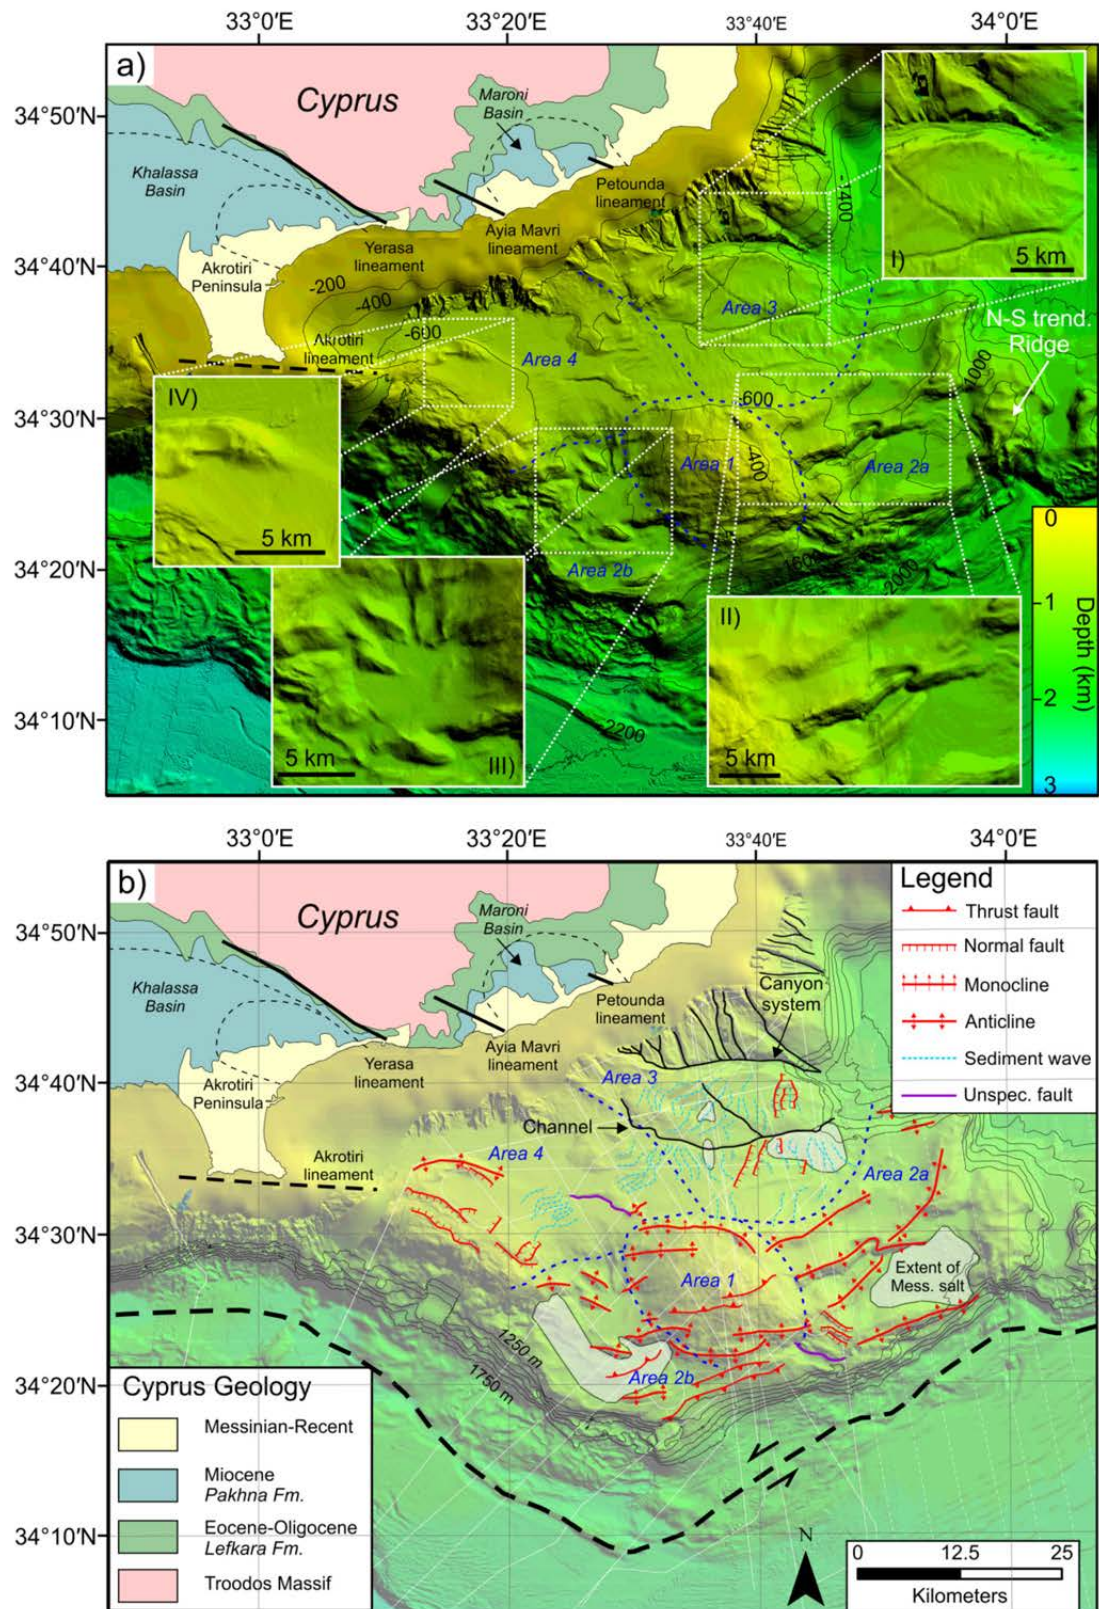 33°0'E
33°20'E
33°40'E
34°0'E
a)
34°50'N
34°40'N
34°30'N
34°20'N
34°10'N
Cyprus
Maroni
Basin
Khalassa
Basin
Petounda
lineament
Ayia Mavri
lineament
Yerasa
lineament
Akrotiri
Peninsula
-200
-400
-600
Akrotiri
lineament
-1400
I)
5 km
Area 3
N-S trend.
Ridge
Area 4
1000
-600
IV)
5 km
Area 1
-400
Area 2a
Area 2b
160
2000
0
1
2
3
Depth (km)
II)
5 km
5 km
III)
2200
33°0'E
33°20'E
33°40'E
34°0'E
b)
34°50'N
34°40'N
34°30'N
34°20'N
34°10'N
Cyprus
Maroni
Basin
Khalassa
Basin
Petounda
lineament
Ayia Mavri
lineament
Yerasa
lineament
Akrotiri
Peninsula
Akrotiri
lineament
Canyon
system
Legend
Thrust fault
Normal fault
Monocline
Anticline
Sediment wave
Unspec. fault
Area 3
Channel
Area 4
Area 2a
Area 1
Extent of
Mess. salt
1250 m
1750 m
Area 2b
Cyprus Geology
Messinian-Recent
Miocene
Pakhna Fm.
Eocene-Oligocene
Lefkara Fm.
Troodos Massif
N
0 12.5 25
Kilometers